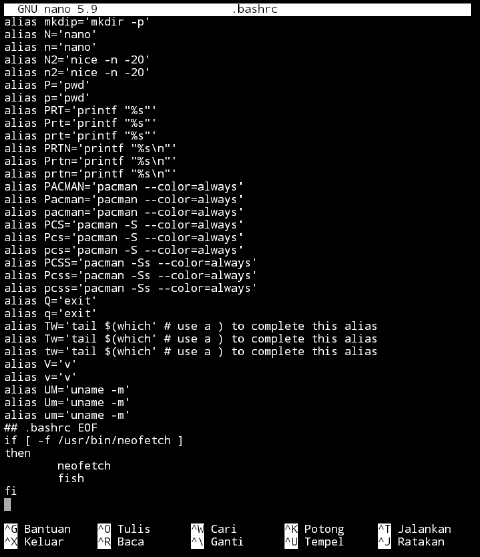 GNU nano 5.9 .bashrc
alias mkdip='mkdir -p'
alias N='nano'
alias n='nano'
alias N2='nice -n -20'
alias n2='nice -n -20'
alias P='pwd'
alias p='pwd'
alias PRT='printf "%s"'
alias Prt='printf "%s"'
alias prt='printf "%s"'
alias PRTN='printf "%s\n"'
alias Prtn='printf "%s\n"'
alias prtn='printf "%s\n"'
alias PACMAN='pacman --color=always'
alias Pacman='pacman --color=always'
alias pacman='pacman --color=always'
alias PCS='pacman -S --color=always'
alias Pcs='pacman -S --color=always'
alias pcs='pacman -S --color=always'
alias PCSS='pacman -Ss --color=always'
alias Pcss='pacman -Ss --color=always'
alias pcss='pacman -Ss --color=always'
alias Q='exit'
alias q='exit'
alias TW='tail $(which' # use a ) to complete this alias
alias Tw='tail $(which' # use a ) to complete this alias
alias tw='tail $(which' # use a ) to complete this alias
alias V='v'
alias v='v'
alias UM='uname -m'
alias Um='uname -m'
alias um='uname -m'
## .bashrc EOF
if [ -f /usr/bin/neofetch ]
then
neofetch
fish
fi
^G Bantuan ^O Tulis ^W Cari ^K Potong ^T Jalankan
^X Keluar ^R Baca ^\ Ganti ^U Tempel ^J Ratakan